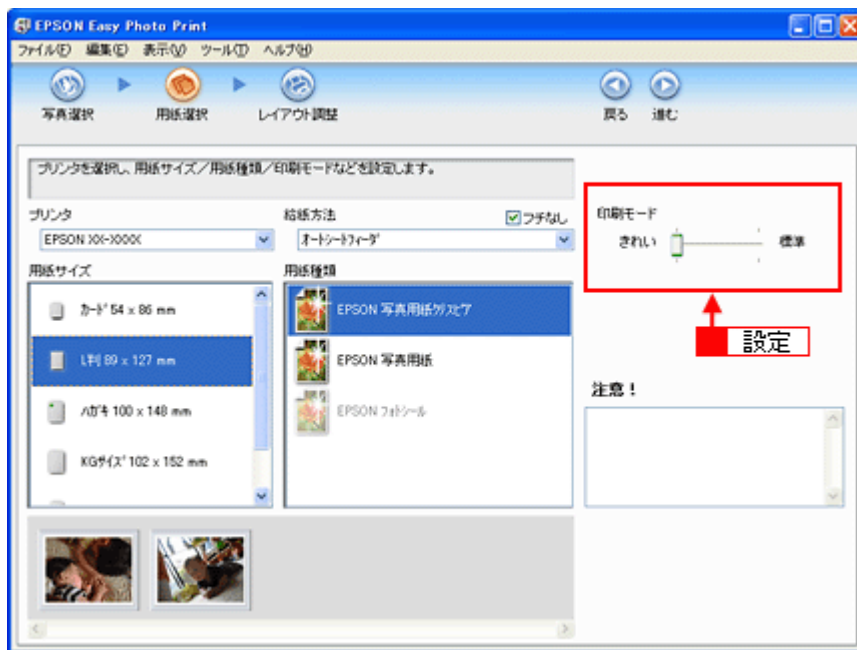 EPSON Easy Photo Print
ファイル(F) 編集(E) 表示(V) ツール(T) ヘルプ(H)
写真選択 用紙選択 レイアウト調整 戻る 進む
プリンタを選択し、用紙サイズ/用紙種類/印刷モードなどを設定します。
プリンタ 給紙方法 フチなし
EPSON XX-XXXX オートシートフィーダ
用紙サイズ 用紙種類
カード 54 x 86 mm
L判 89 x 127 mm
ハガキ 100 x 148 mm
KGサイズ 102 x 152 mm
EPSON 写真用紙クリスピア
EPSON 写真用紙
EPSON フォトシール
印刷モード
きれい 標準
設定
注意!